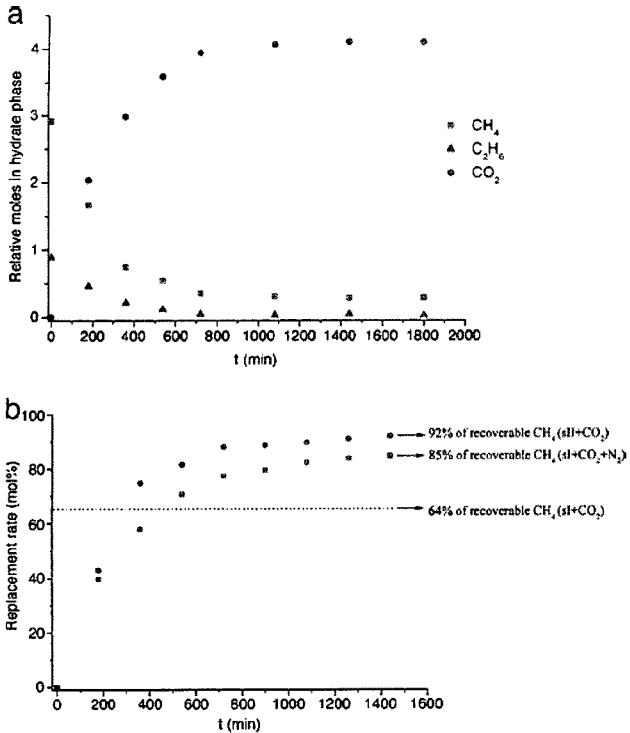 a
Relative moles in hydrate phase
4
3
2
1
0
CH4
C2H6
CO2
0 200 400 600 800 1000 1200 1400 1600 1800 2000
t (min)
b
Replacement rate (mol%)
100
80
60
40
20
0
92% of recoverable CH4 (sII+CO2)
85% of recoverable CH4 (sI+CO2+N2)
64% of recoverable CH4 (sI+CO2)
0 200 400 600 800 1000 1200 1400 1600
t (min)